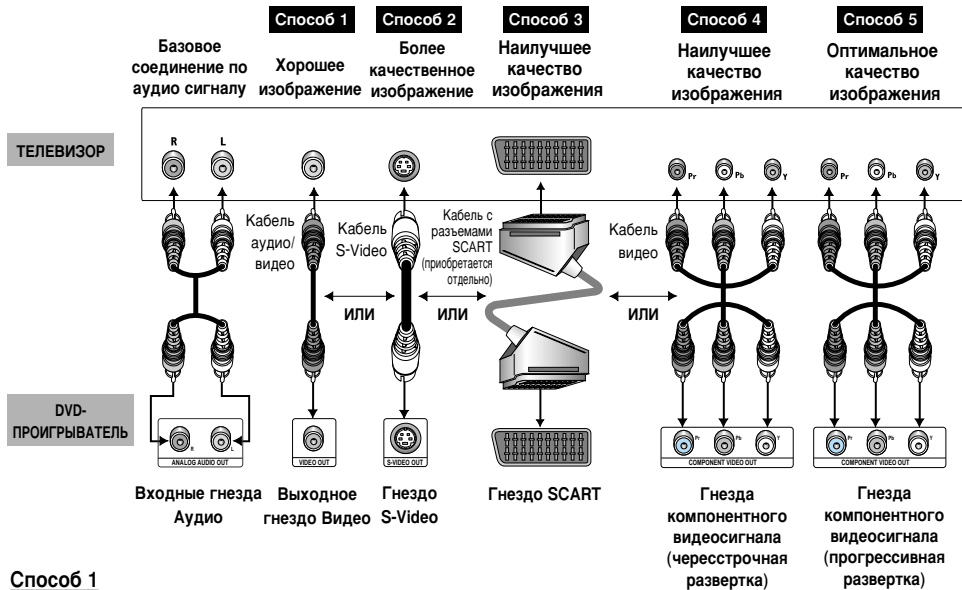 Способ 1
Способ 2
Способ 3
Способ 4
Способ 5
Базовое
соединение по
аудио сигналу
Хорошее
изображение
Более
качественное
изображение
Наилучшее
качество
изображения
Наилучшее
качество
изображения
Оптимальное
качество
изображения
ТЕЛЕВИЗОР
R
L
Pr
Pb
Y
Pr
Pb
Y
Кабель
аудио/
видео
Кабель
S-Video
Кабель с
разъемами
SCART
(приобретается
отдельно)
Кабель
видео
ИЛИ
ИЛИ
ИЛИ
DVD-
ПРОИГРЫВАТЕЛЬ
R
L
ANALOG AUDIO OUT
VIDEO OUT
S-VIDEO OUT
Pr
Pb
Y
COMPONENT VIDEO OUT
Pr
Pb
Y
COMPONENT VIDEO OUT
Входные гнезда
Аудио
Выходное
гнездо Видео
Гнездо
S-Video
Гнездо SCART
Гнезда
компонентного
видеосигнала
(чересстрочная
развертка)
Гнезда
компонентного
видеосигнала
(прогрессивная
развертка)
Способ 1